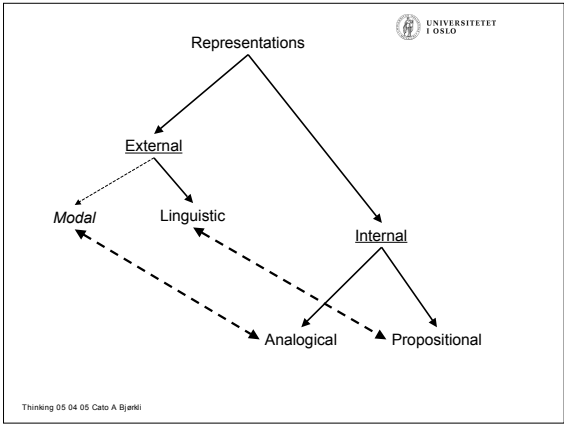 UNIVERSITETET
I OSLO
Representations
External
Modal
Linguistic
Internal
Analogical
Propositional
Thinking 05 04 05 Cato A Bjørkli